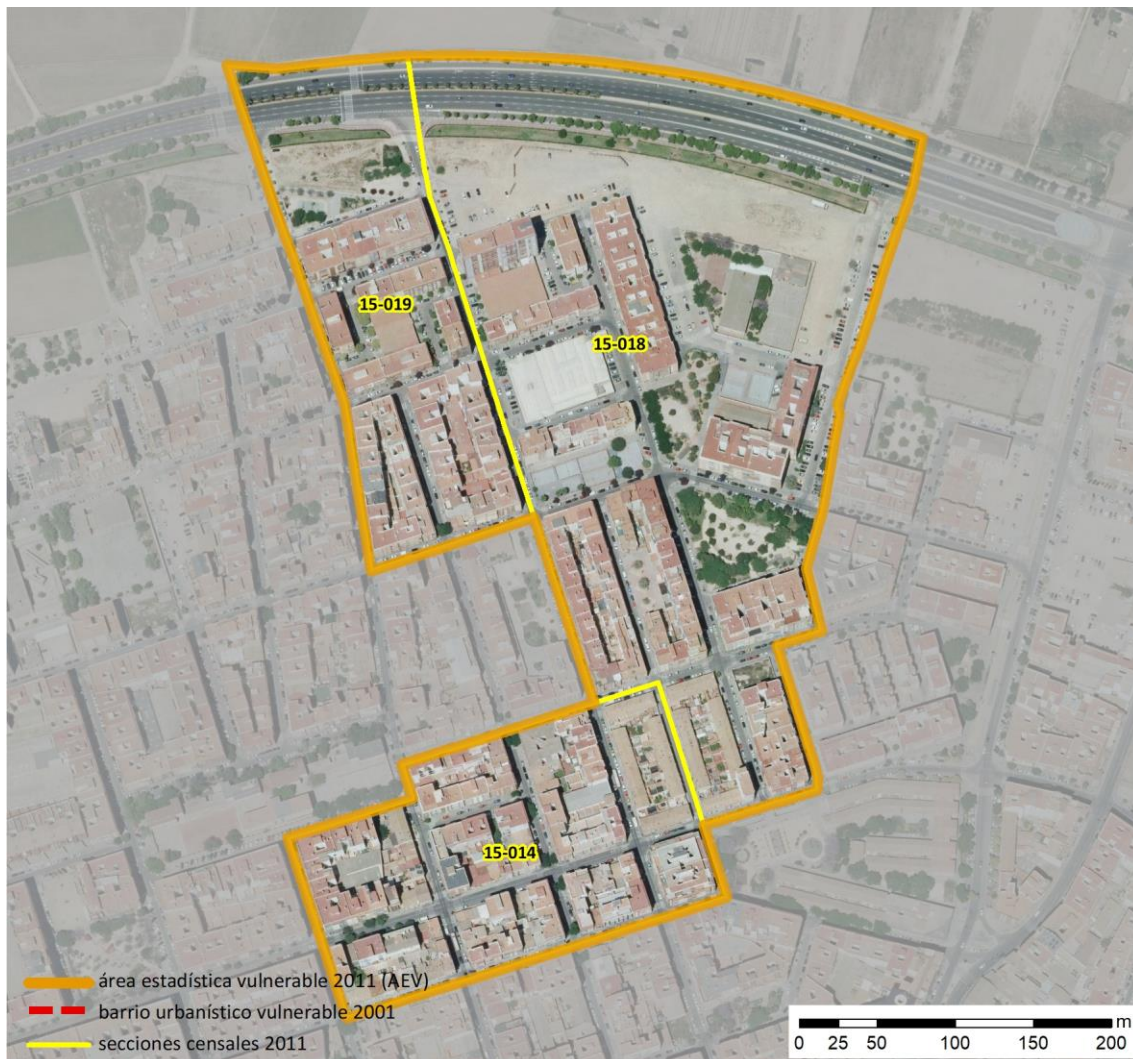 15-019
15-018
15-014
área estadística vulnerable 2011 (AEV)
barrio urbanístico vulnerable 2001
secciones censales 2011
m
0 25 50 100 150 200